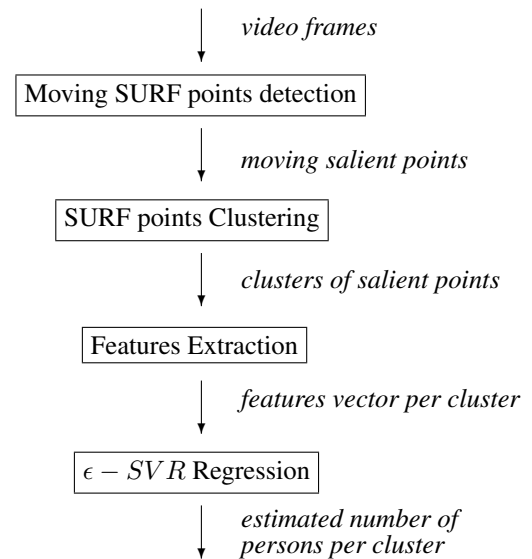 video frames
Moving SURF points detection
moving salient points
SURF points Clustering
clusters of salient points
Features Extraction
features vector per cluster
ϵ − SVR Regression
estimated number of
persons per cluster